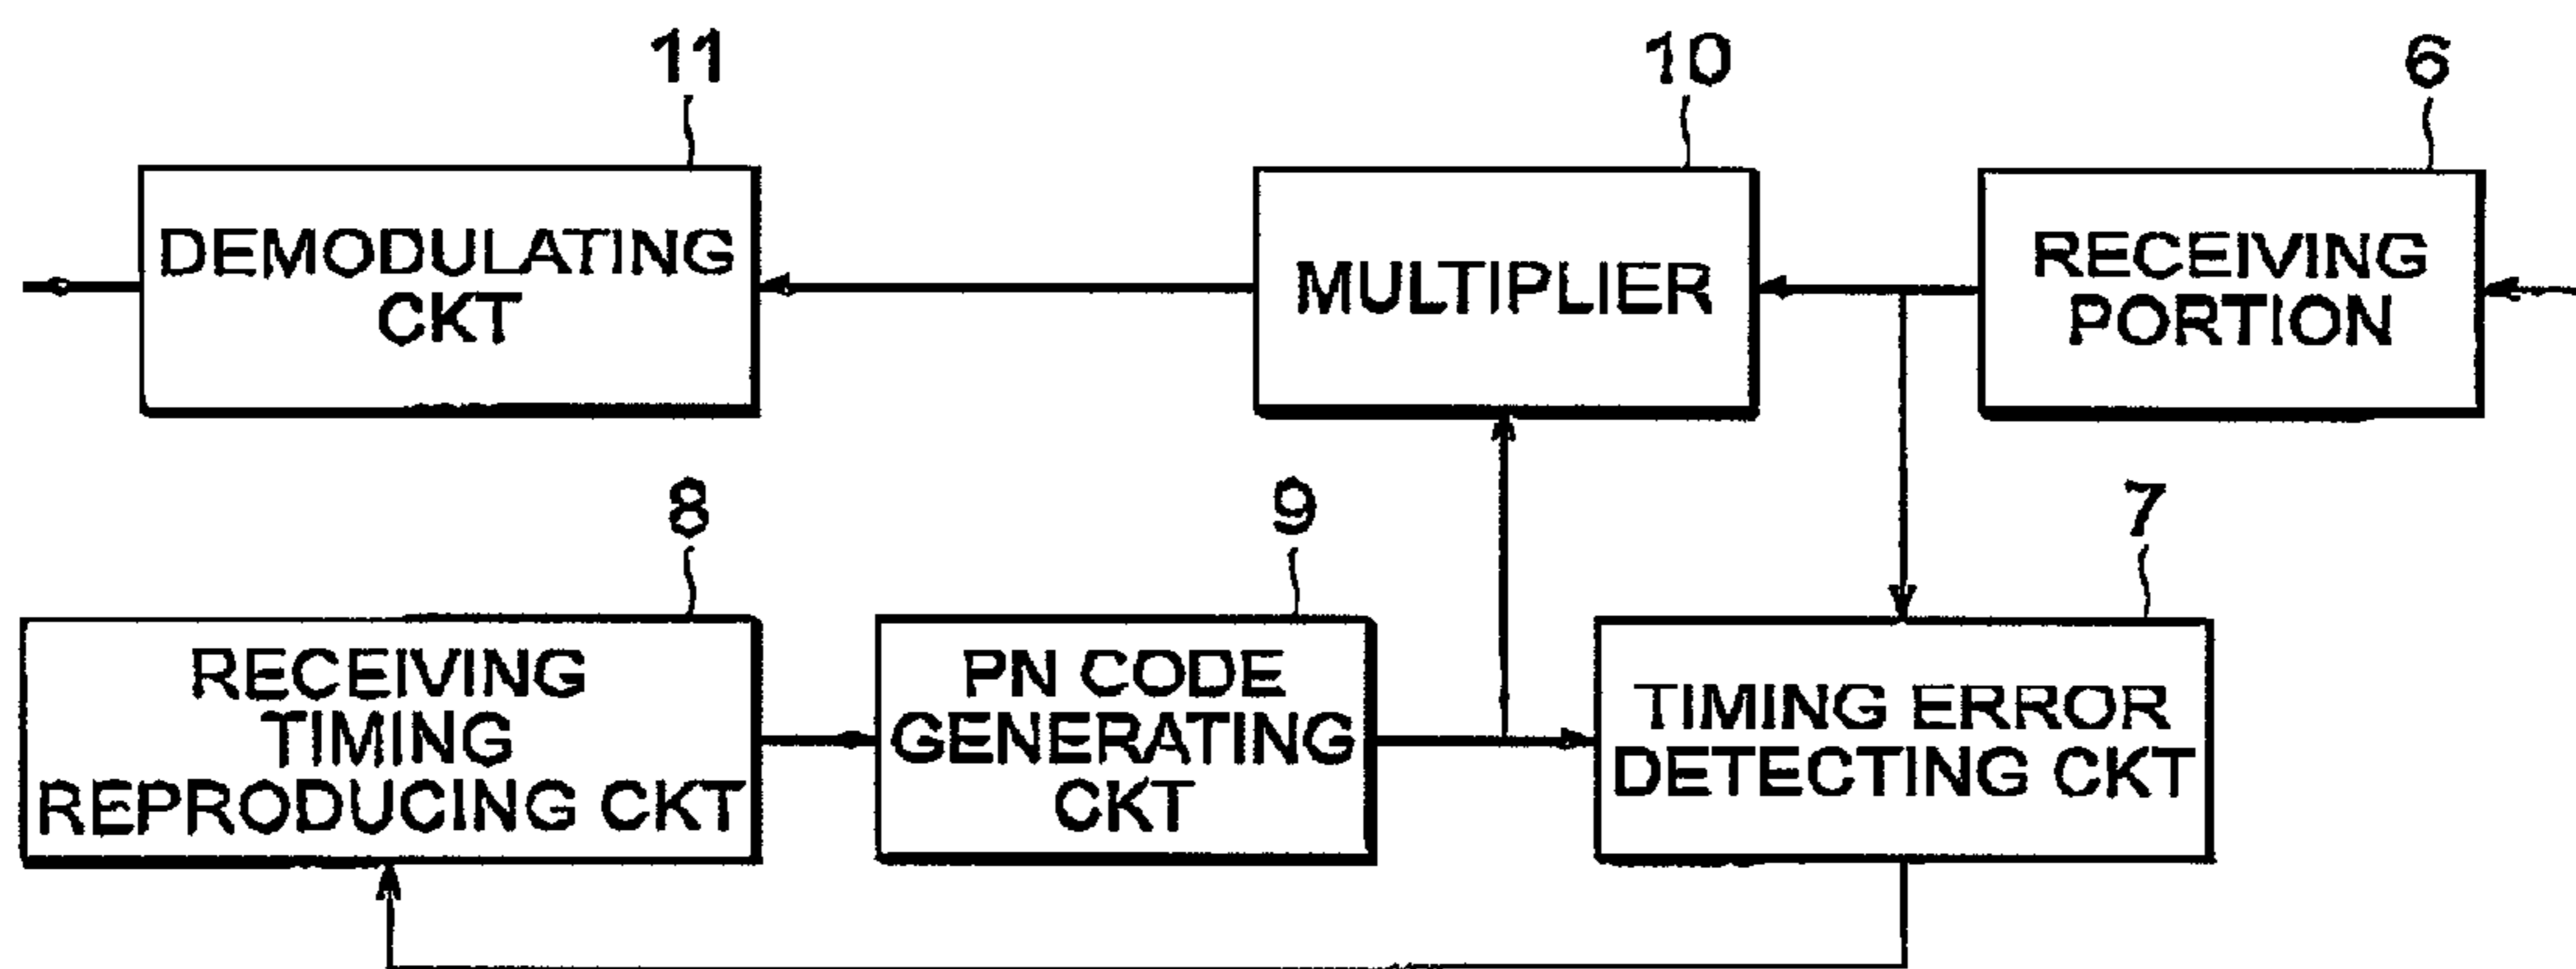 11
10
6
DEMODULATING
CKT
MULTIPLIER
RECEIVING
PORTION
8
9
7
RECEIVING
TIMING
REPRODUCING CKT
PN CODE
GENERATING
CKT
TIMING ERROR
DETECTING CKT